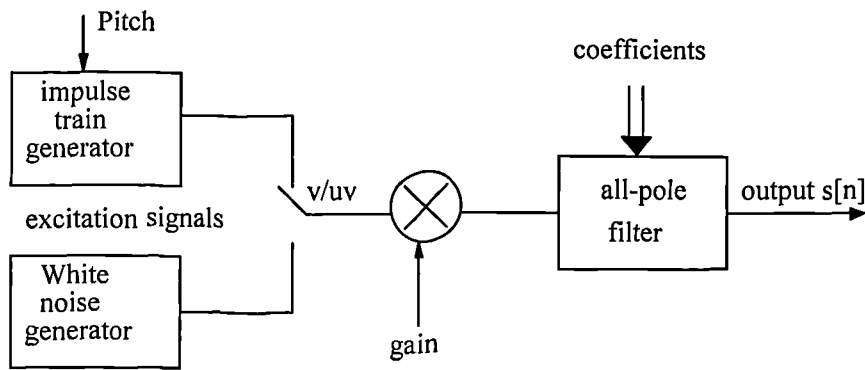 Pitch
impulse
train
generator
excitation signals
White
noise
generator
v/uv
gain
coefficients
all-pole
filter
output s[n]